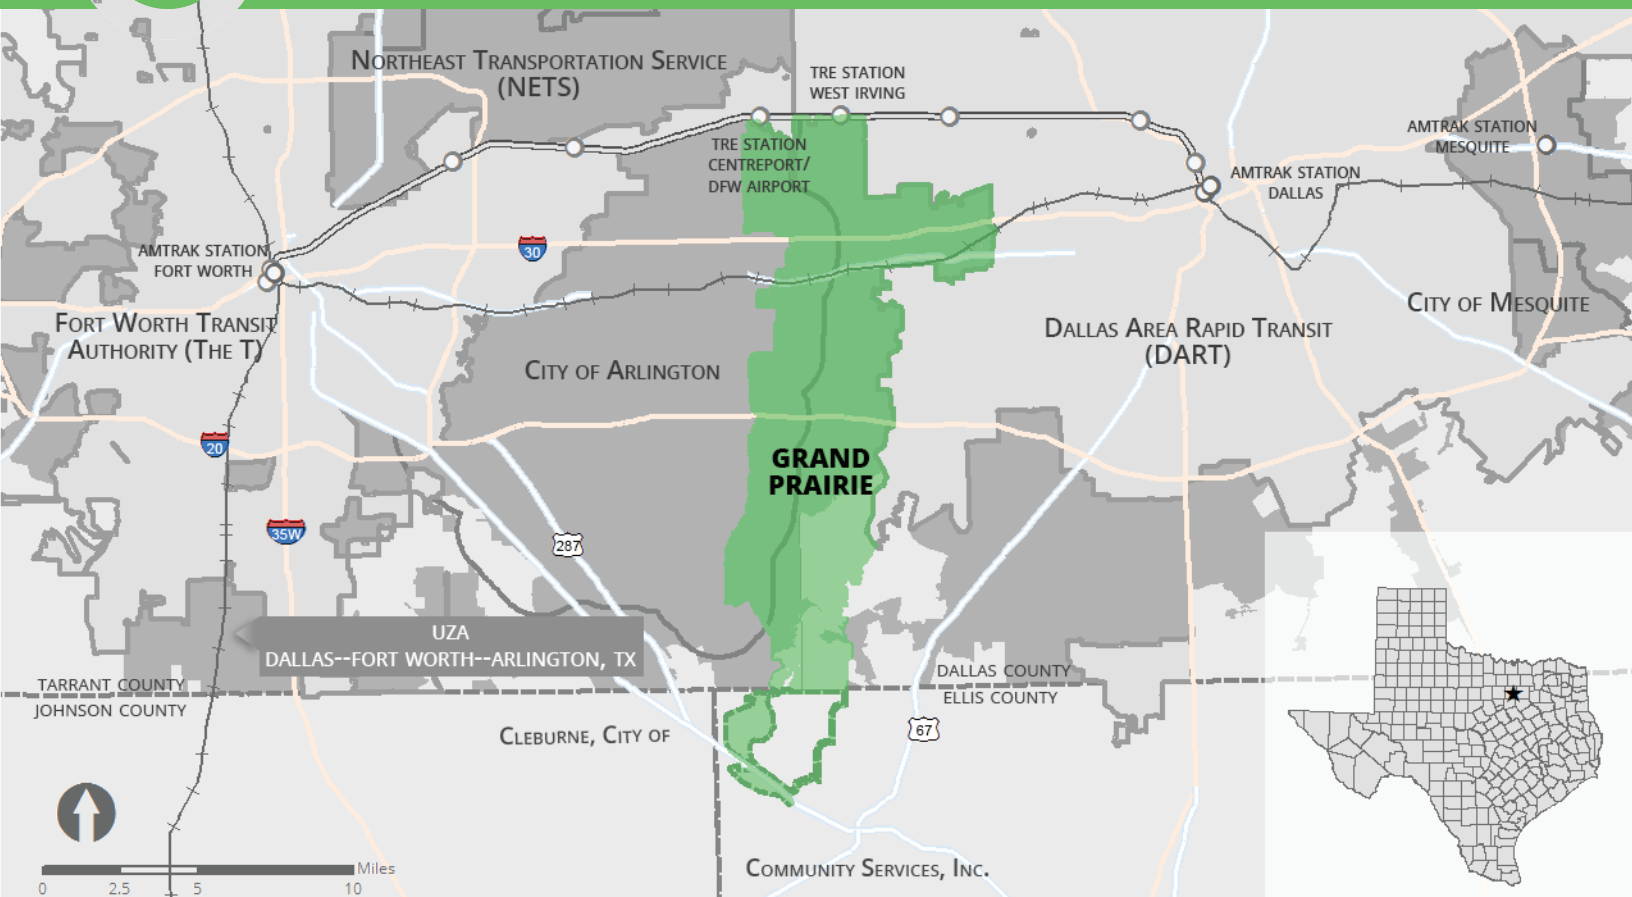 NORTHEAST TRANSPORTATION SERVICE
(NETS)
TRE STATION
WEST IRVING
AMTRAK STATION
MESQUITE
TRE STATION
CENTREPORT/
DFW AIRPORT
AMTRAK STATION
DALLAS
AMTRAK STATION
FORT WORTH
30
CITY OF MESQUITE
FORT WORTH TRANSIT
AUTHORITY (THE T)
DALLAS AREA RAPID TRANSIT
(DART)
CITY OF ARLINGTON
20
GRAND
PRAIRIE
35W
287
UZA
DALLAS--FORT WORTH--ARLINGTON, TX
TARRANT COUNTY
JOHNSON COUNTY
DALLAS COUNTY
ELLIS COUNTY
67
CLEBURNE, CITY OF
COMMUNITY SERVICES, INC.
Miles
0 2.5 5 10